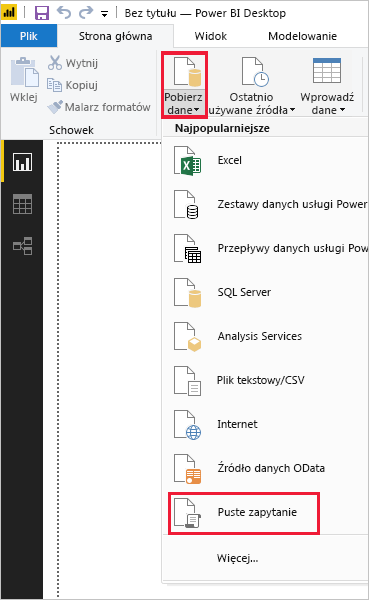 Bez tytułu — Power BI Desktop
Plik
Strona główna
Widok
Modelowanie
Wklej
Wytnij
Kopiuj
Malarz formatów
Schowek
Pobierz
dane
Ostatnio
używane źródła
Wprowadź
dane
Najpopularniejsze
Excel
Zestawy danych usługi Power
Przepływy danych usługi Pow
SQL Server
Analysis Services
Plik tekstowy/CSV
Internet
Źródło danych OData
Puste zapytanie
Więcej...